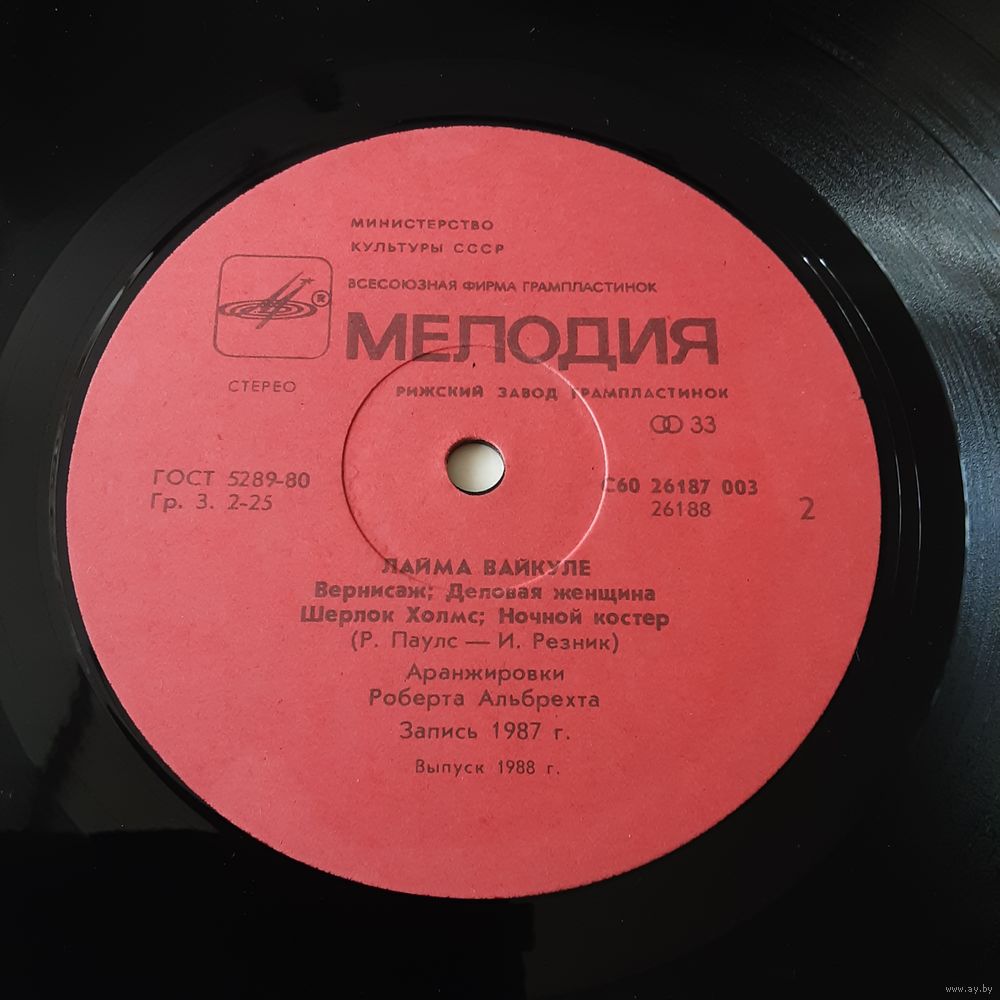 МИНИСТЕРСТВО
КУЛЬТУРЫ СССР
ВСЕСОЮЗНАЯ ФИРМА ГРАМПЛАСТИНОК
®
МЕЛОДИЯ
СТЕРЕО
РИЖСКИЙ ЗАВОД ГРАМПЛАСТИНОК
33
ГОСТ 5289-80
Гр. 3. 2-25
С60 26187 003
26188
2
ЛАЙМА ВАЙКУЛЕ
Вернисаж; Деловая женщина
Шерлок Холмс; Ночной костер
(Р. Паулс — И. Резник)
Аранжировки
Роберта Альбрехта
Запись 1987 г.
Выпуск 1988 г.
www.ay.by